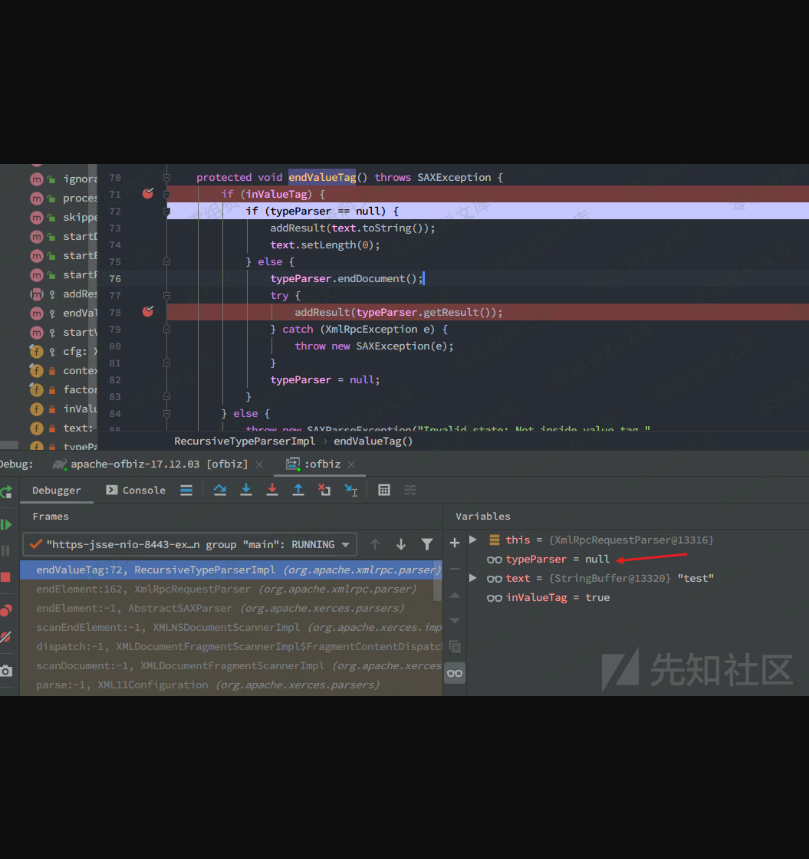 ignora
proces
skippe
startD
startE
startP
addRes
endVal
startV
cfg: X
contex
factor
inValu
text:
typePa
70 protected void endValueTag() throws SAXException {
71 if (inValueTag) {
72 if (typeParser == null) {
73 addResult(text.toString());
74 text.setLength(0);
75 } else {
76 typeParser.endDocument();
77 try {
78 addResult(typeParser.getResult());
79 } catch (XmlRpcException e) {
80 throw new SAXException(e);
81 }
82 typeParser = null;
83 }
84 } else {
85 throw new SAXParseException("Invalid state: Not inside value tag."
RecursiveTypeParserImpl › endValueTag()
Debug: apache-ofbiz-17.12.03 [ofbiz] × :ofbiz ×
Debugger Console
Frames
"https-jsse-nio-8443-ex…n group "main": RUNNING
endValueTag:72, RecursiveTypeParserImpl (org.apache.xmlrpc.parser)
endElement:162, XmlRpcRequestParser (org.apache.xmlrpc.parser)
endElement:-1, AbstractSAXParser (org.apache.xerces.parsers)
scanEndElement:-1, XMLNSDocumentScannerImpl (org.apache.xerces.imp
dispatch:-1, XMLDocumentFragmentScannerImpl$FragmentContentDispatc
scanDocument:-1, XMLDocumentFragmentScannerImpl (org.apache.xerces
parse:-1, XML11Configuration (org.apache.xerces.parsers)
Variables
this = {XmlRpcRequestParser@13316}
typeParser = null
text = {StringBuffer@13320} "test"
inValueTag = true
先知社区